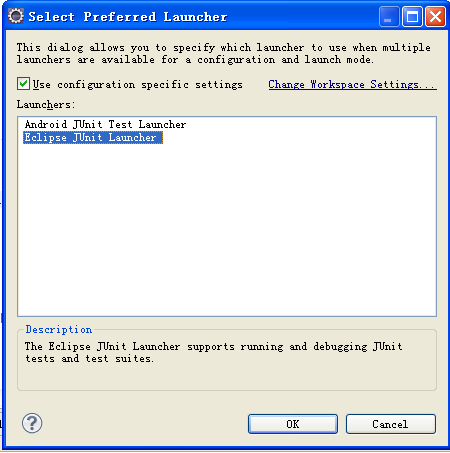 Select Preferred Launcher
This dialog allows you to specify which launcher to use when multiple
launchers are available for a configuration and launch mode.
Use configuration specific settings Change Workspace Settings...
Launchers:
Android JUnit Test Launcher
Eclipse JUnit Launcher
Description
The Eclipse JUnit Launcher supports running and debugging JUnit
tests and test suites.
?
OK Cancel